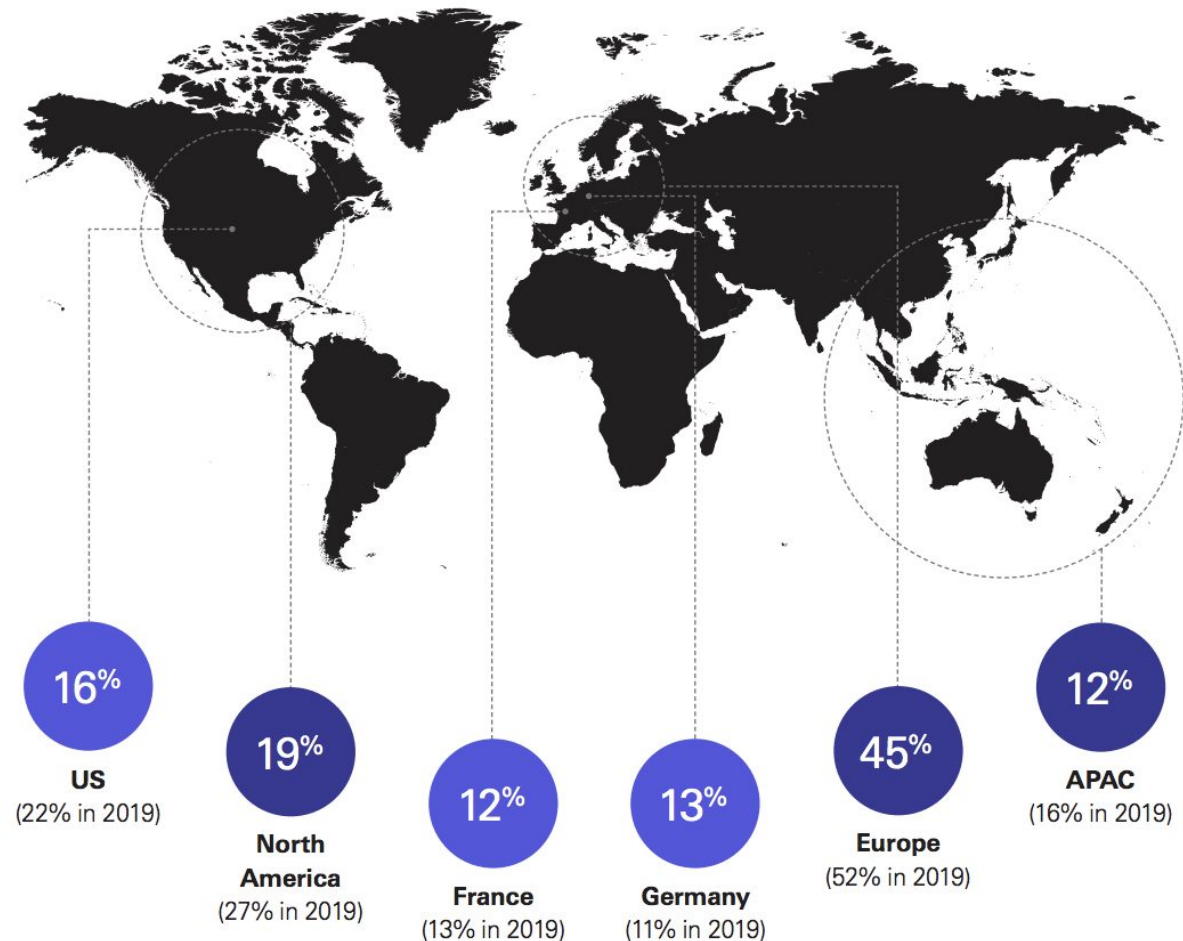 16%
US
(22% in 2019)
19%
North
America
(27% in 2019)
12%
France
(13% in 2019)
13%
Germany
(11% in 2019)
45%
Europe
(52% in 2019)
12%
APAC
(16% in 2019)